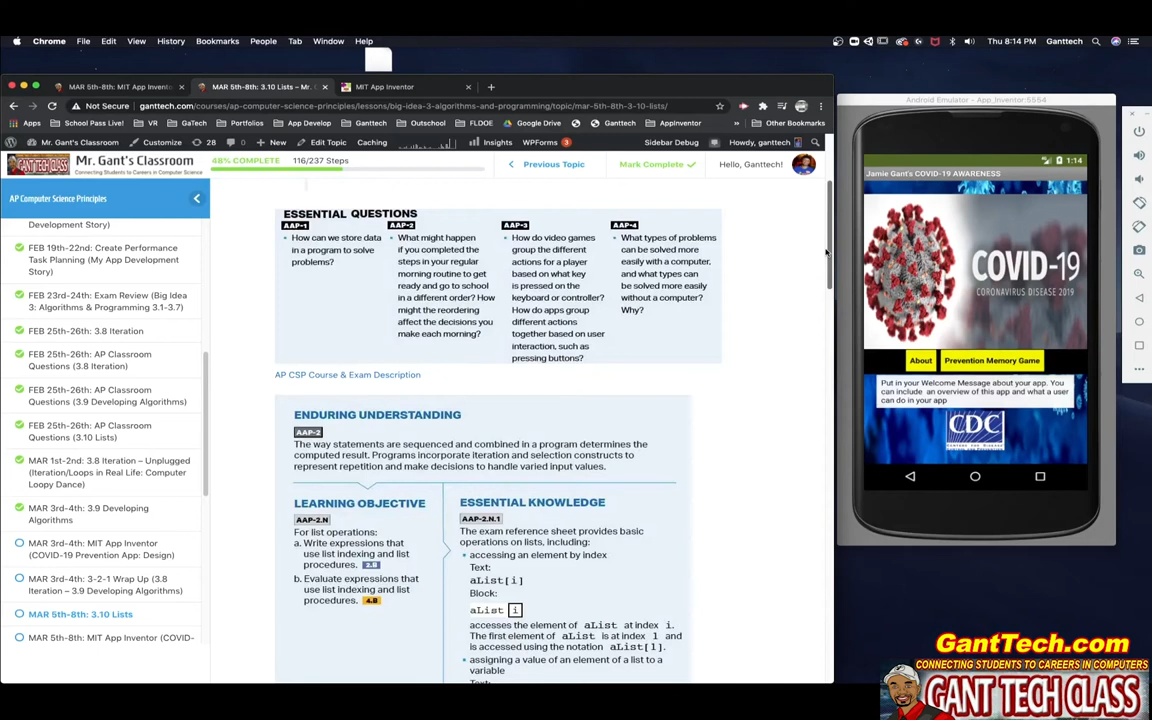 Chrome File Edit View History Bookmarks People Tab Window Help
Thu 8:14 PM Ganttech
MAR 5th-8th: MIT App Invento
MAR 5th-8th: 3.10 Lists – Mr. G
MIT App Inventor
Not Secure ganttech.com/courses/ap-computer-science-principles/lessons/big-idea-3-algorithms-and-programming/topic/mar-5th-8th-3-10-lists/
Apps School Pass Live! VR GaTech Portfolios App Develop Ganttech Outschool FLDOE Google Drive Ganttech AppInventor Other Bookmarks
Mr. Gant's Classroom Customize 28 0 New Edit Topic Caching Insights WPForms 3 Sidebar Debug Howdy, ganttech
Mr. Gant's Classroom
Connecting Students to Careers in Computer Science
48% COMPLETE 116/237 Steps
Previous Topic
Mark Complete
Hello, Ganttech!
AP Computer Science Principles
Development Story)
FEB 19th-22nd: Create Performance
Task Planning (My App Development
Story)
FEB 23rd-24th: Exam Review (Big Idea
3: Algorithms & Programming 3.1-3.7)
FEB 25th-26th: 3.8 Iteration
FEB 25th-26th: AP Classroom
Questions (3.8 Iteration)
FEB 25th-26th: AP Classroom
Questions (3.9 Developing Algorithms)
FEB 25th-26th: AP Classroom
Questions (3.10 Lists)
MAR 1st-2nd: 3.8 Iteration – Unplugged
(Iteration/Loops in Real Life: Computer
Loopy Dance)
MAR 3rd-4th: 3.9 Developing
Algorithms
MAR 3rd-4th: MIT App Inventor
(COVID-19 Prevention App: Design)
MAR 3rd-4th: 3-2-1 Wrap Up (3.8
Iteration – 3.9 Developing Algorithms)
MAR 5th-8th: 3.10 Lists
MAR 5th-8th: MIT App Inventor (COVID-
ESSENTIAL QUESTIONS
AAP-1
How can we store data
in a program to solve
problems?
AAP-2
What might happen
if you completed the
steps in your regular
morning routine to get
ready and go to school
in a different order? How
might the reordering
affect the decisions you
make each morning?
AAP-3
How do video games
group the different
actions for a player
based on what key
is pressed on the
keyboard or controller?
How do apps group
different actions
together based on user
interaction, such as
pressing buttons?
AAP-4
What types of problems
can be solved more
easily with a computer,
and what types can
be solved more easily
without a computer?
Why?
AP CSP Course & Exam Description
ENDURING UNDERSTANDING
AAP-2
The way statements are sequenced and combined in a program determines the
computed result. Programs incorporate iteration and selection constructs to
represent repetition and make decisions to handle varied input values.
LEARNING OBJECTIVE
AAP-2.N
For list operations:
a. Write expressions that
use list indexing and list
procedures. 2.B
b. Evaluate expressions that
use list indexing and list
procedures. 4.B
ESSENTIAL KNOWLEDGE
AAP-2.N.1
The exam reference sheet provides basic
operations on lists, including:
accessing an element by index
Text:
aList[i]
Block:
aList i
accesses the element of aList at index i.
The first element of aList is at index 1 and
is accessed using the notation aList[1].
assigning a value of an element of a list to a
variable
Android Emulator - App_Inventor:5554
1:14
Jamie Gant's COVID-19 AWARENESS
COVID-19
CORONAVIRUS DISEASE 2019
About
Prevention Memory Game
Put in your Welcome Message about your app. You
can include an overview of this app and what a user
can do in your app
CDC
GantTech.com
CONNECTING STUDENTS TO CAREERS IN COMPUTERS
GANT TECH CLASS